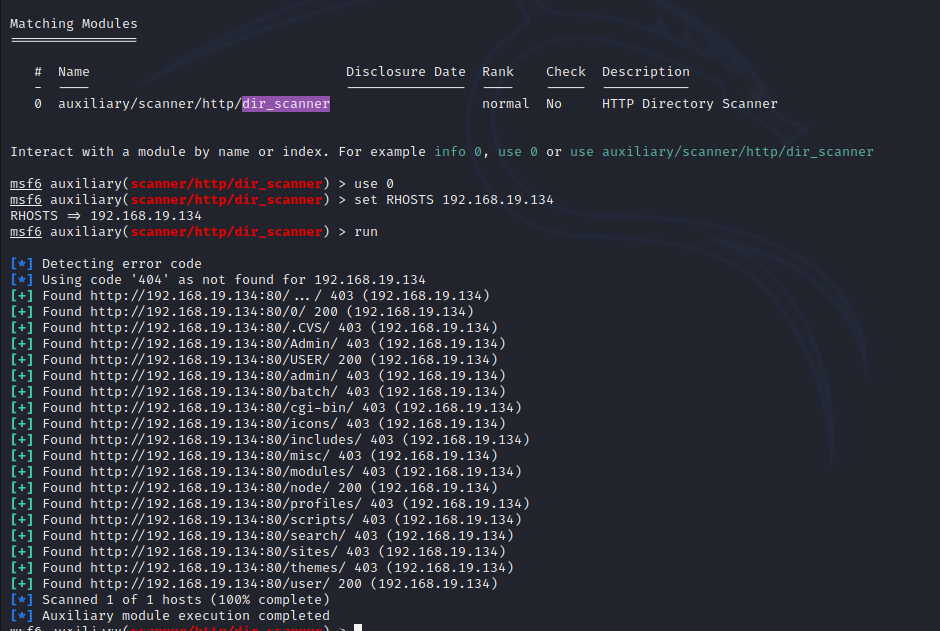 Matching Modules
================
# Name Disclosure Date Rank Check Description
- ---- --------------- ---- ----- -----------
0 auxiliary/scanner/http/dir_scanner normal No HTTP Directory Scanner
Interact with a module by name or index. For example info 0, use 0 or use auxiliary/scanner/http/dir_scanner
msf6 auxiliary(scanner/http/dir_scanner) > use 0
msf6 auxiliary(scanner/http/dir_scanner) > set RHOSTS 192.168.19.134
RHOSTS => 192.168.19.134
msf6 auxiliary(scanner/http/dir_scanner) > run
[*] Detecting error code
[*] Using code '404' as not found for 192.168.19.134
[+] Found http://192.168.19.134:80/.../ 403 (192.168.19.134)
[+] Found http://192.168.19.134:80/0/ 200 (192.168.19.134)
[+] Found http://192.168.19.134:80/.CVS/ 403 (192.168.19.134)
[+] Found http://192.168.19.134:80/Admin/ 403 (192.168.19.134)
[+] Found http://192.168.19.134:80/USER/ 200 (192.168.19.134)
[+] Found http://192.168.19.134:80/admin/ 403 (192.168.19.134)
[+] Found http://192.168.19.134:80/batch/ 403 (192.168.19.134)
[+] Found http://192.168.19.134:80/cgi-bin/ 403 (192.168.19.134)
[+] Found http://192.168.19.134:80/icons/ 403 (192.168.19.134)
[+] Found http://192.168.19.134:80/includes/ 403 (192.168.19.134)
[+] Found http://192.168.19.134:80/misc/ 403 (192.168.19.134)
[+] Found http://192.168.19.134:80/modules/ 403 (192.168.19.134)
[+] Found http://192.168.19.134:80/node/ 200 (192.168.19.134)
[+] Found http://192.168.19.134:80/profiles/ 403 (192.168.19.134)
[+] Found http://192.168.19.134:80/scripts/ 403 (192.168.19.134)
[+] Found http://192.168.19.134:80/search/ 403 (192.168.19.134)
[+] Found http://192.168.19.134:80/sites/ 403 (192.168.19.134)
[+] Found http://192.168.19.134:80/themes/ 403 (192.168.19.134)
[+] Found http://192.168.19.134:80/user/ 200 (192.168.19.134)
[*] Scanned 1 of 1 hosts (100% complete)
[*] Auxiliary module execution completed
msf6 auxiliary(scanner/http/dir_scanner) >